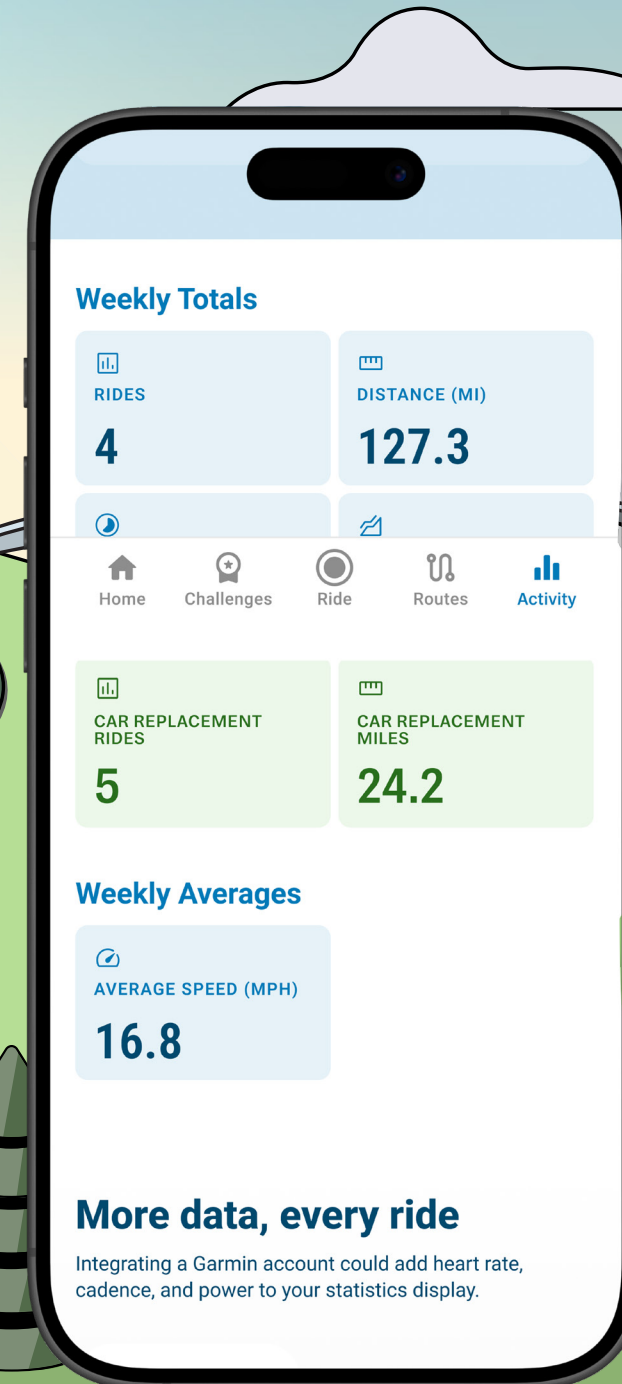 Weekly Totals
RIDES
DISTANCE (MI)
4
127.3
Home
Challenges
Ride
Routes
Activity
CAR REPLACEMENT
RIDES
CAR REPLACEMENT
MILES
5
24.2
Weekly Averages
AVERAGE SPEED (MPH)
16.8
More data, every ride
Integrating a Garmin account could add heart rate,
cadence, and power to your statistics display.